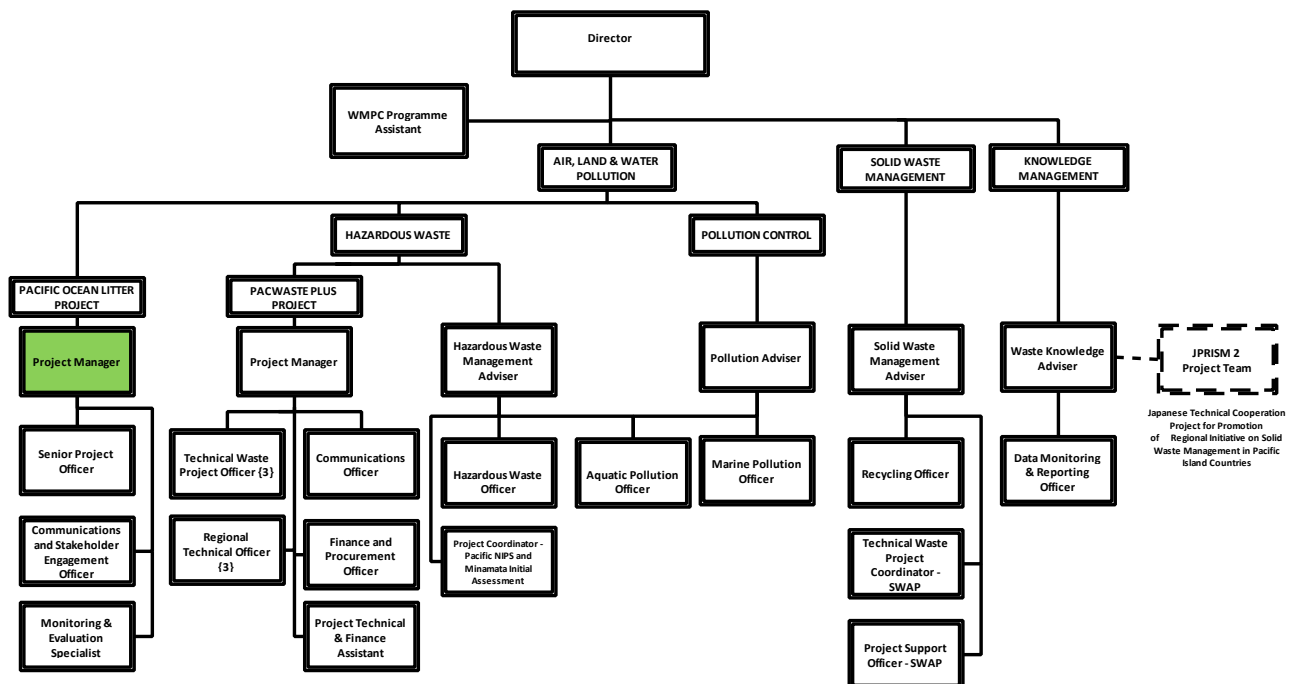 Director
WMPC Programme
Assistant
AIR, LAND & WATER
POLLUTION
SOLID WASTE
MANAGEMENT
KNOWLEDGE
MANAGEMENT
HAZARDOUS WASTE
POLLUTION CONTROL
PACIFIC OCEAN LITTER
PROJECT
PACWASTE PLUS
PROJECT
Project Manager
Project Manager
Hazardous Waste
Management
Adviser
Pollution Adviser
Solid Waste
Management
Adviser
Waste Knowledge
Adviser
JPRISM 2
Project Team
Japanese Technical Cooperation
Project for Promotion
of Regional Initiative on Solid
Waste Management in Pacific
Island Countries
Senior Project
Officer
Technical Waste
Project Officer {3}
Communications
Officer
Hazardous Waste
Officer
Aquatic Pollution
Officer
Marine Pollution
Officer
Recycling Officer
Data Monitoring
& Reporting
Officer
Communications
and Stakeholder
Engagement
Officer
Regional
Technical Officer
{3}
Finance and
Procurement
Officer
Project Coordinator -
Pacific NIPS and
Minamata Initial
Assessment
Technical Waste
Project
Coordinator -
SWAP
Monitoring &
Evaluation
Specialist
Project Technical
& Finance
Assistant
Project Support
Officer - SWAP